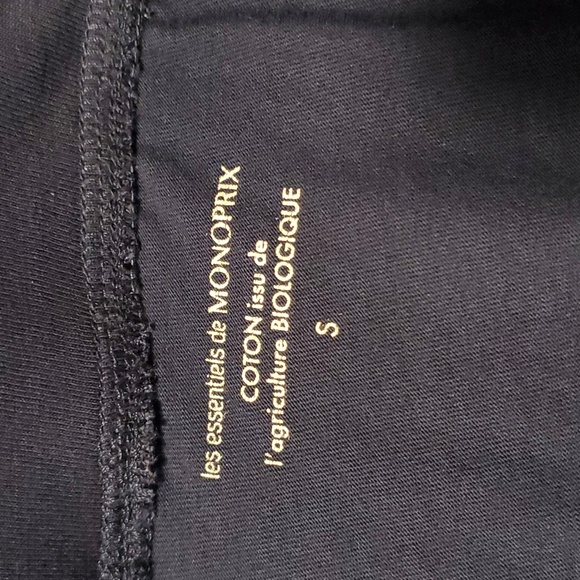 les essentiels de MONOPRIX
COTON issu de
l'agriculture BIOLOGIQUE
S